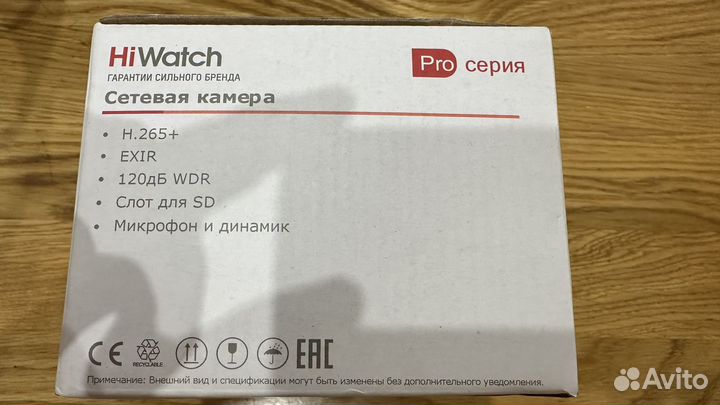 HiWatch
ГАРАНТИИ СИЛЬНОГО БРЕНДА
Pro серия
Сетевая камера
• H.265+
• EXIR
• 120дБ WDR
• Слот для SD
• Микрофон и динамик
CE
RECYCLABLE
EAC
Примечание: Внешний вид и спецификации могут быть изменены без дополнительного уведомления.
Avito